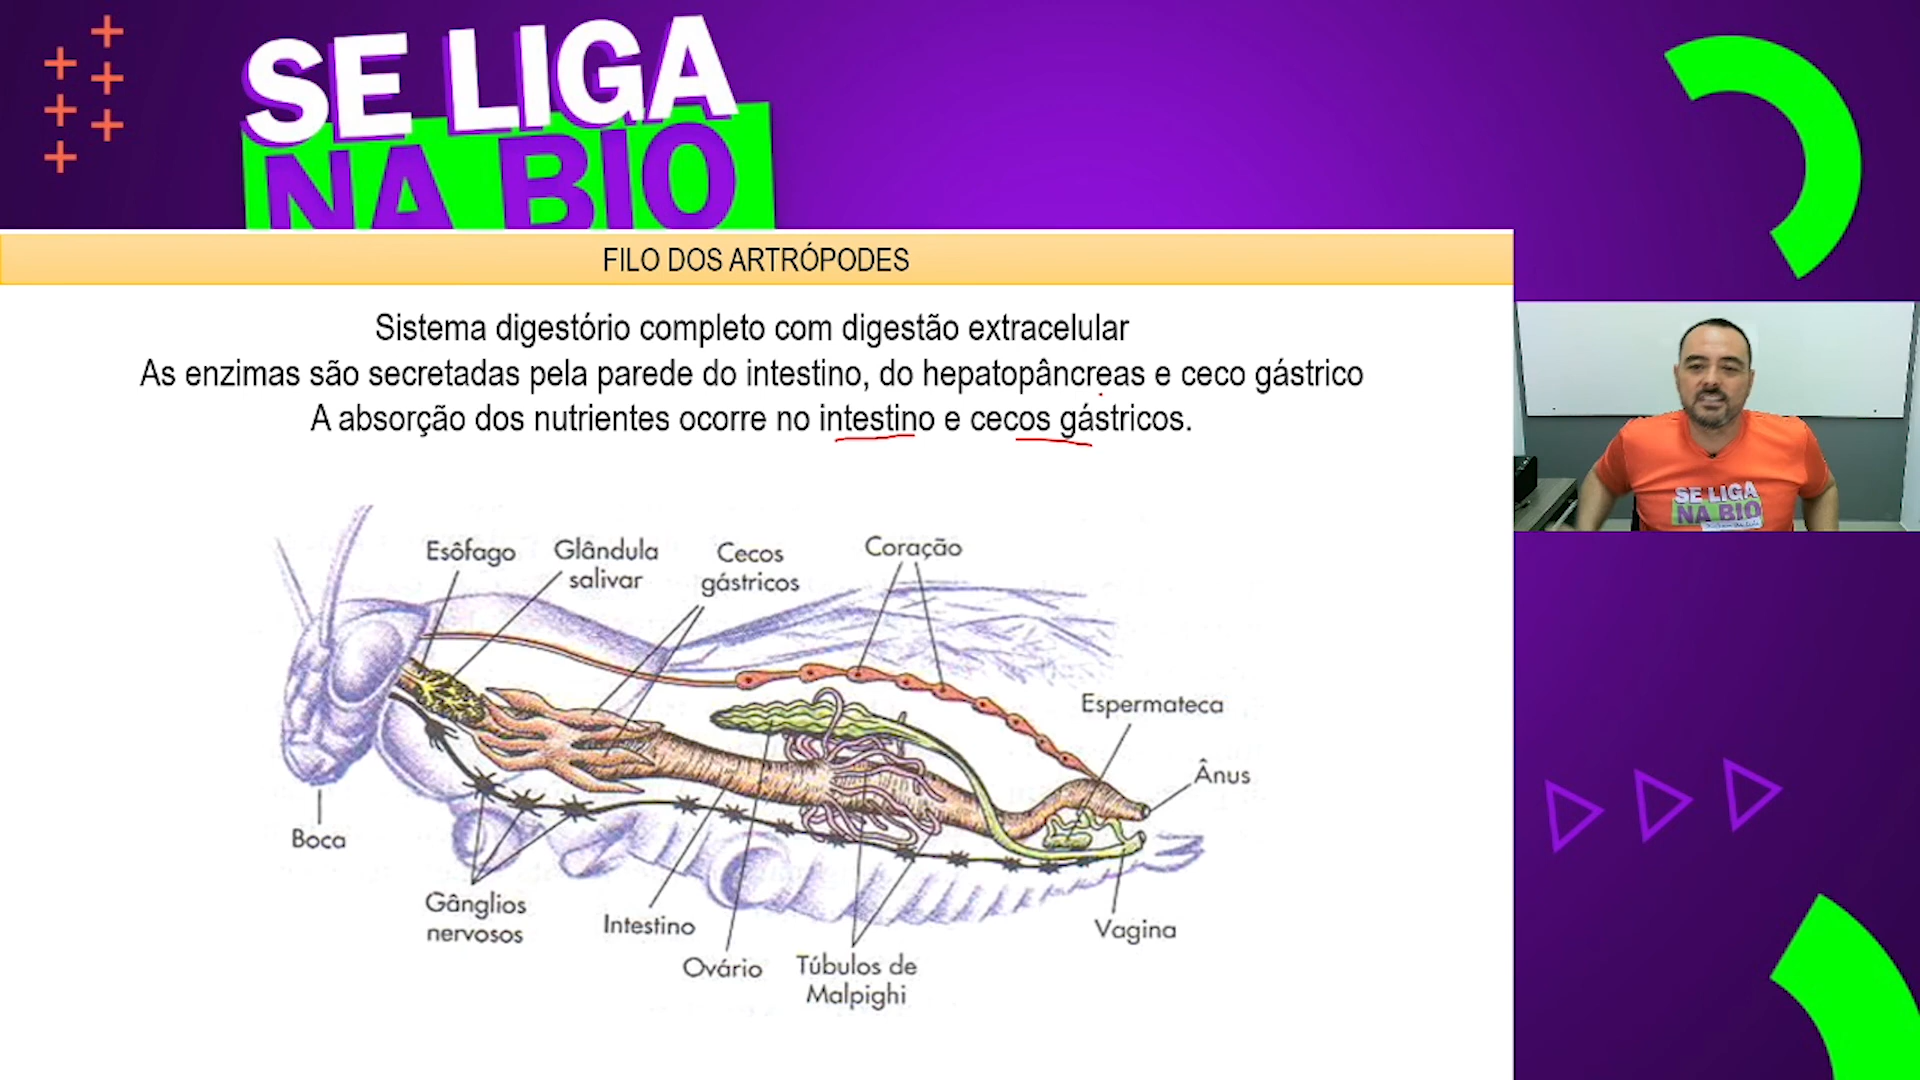 SE LIGA
NA BIO
FILO DOS ARTRÓPODES
Sistema digestório completo com digestão extracelular
As enzimas são secretadas pela parede do intestino, do hepatopâncreas e ceco gástrico
A absorção dos nutrientes ocorre no intestino e cecos gástricos.
Esôfago
Glândula
salivar
Cecos
gástricos
Coração
Espermateca
Ânus
Boca
Gânglios
nervosos
Intestino
Ovário
Túbulos de
Malpighi
Vagina
SE LIGA
NA BIO